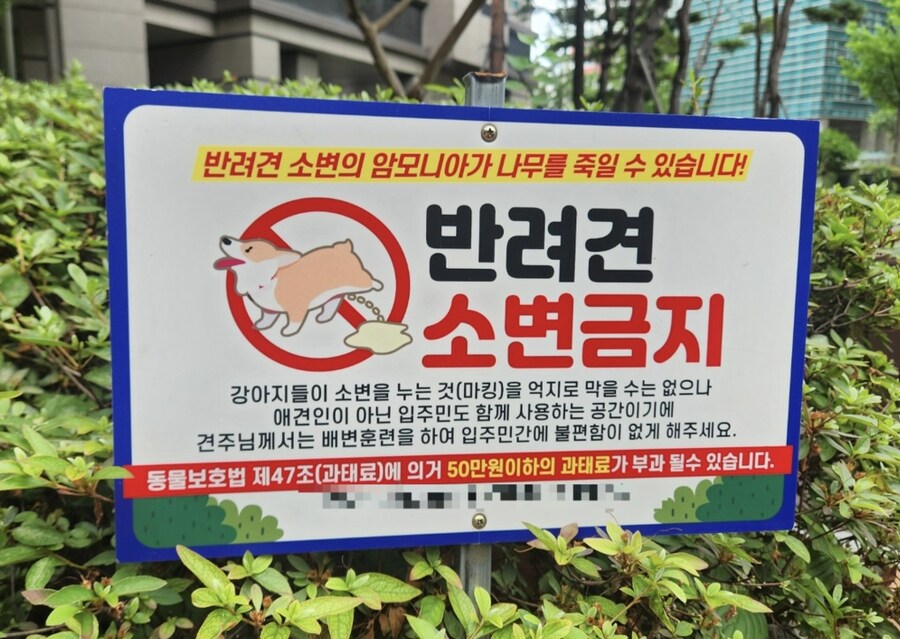 반려견 소변의 암모니아가 나무를 죽일 수 있습니다!
반려견
소변금지
강아지들이 소변을 누는 것(마킹)을 억지로 막을 수는 없으나
애견인이 아닌 입주민도 함께 사용하는 공간이기에
견주님께서는 배변훈련을 하여 입주민간에 불편함이 없게 해주세요.
동물보호법 제47조(과태료)에 의거 50만원이하의 과태료가 부과 될수 있습니다.